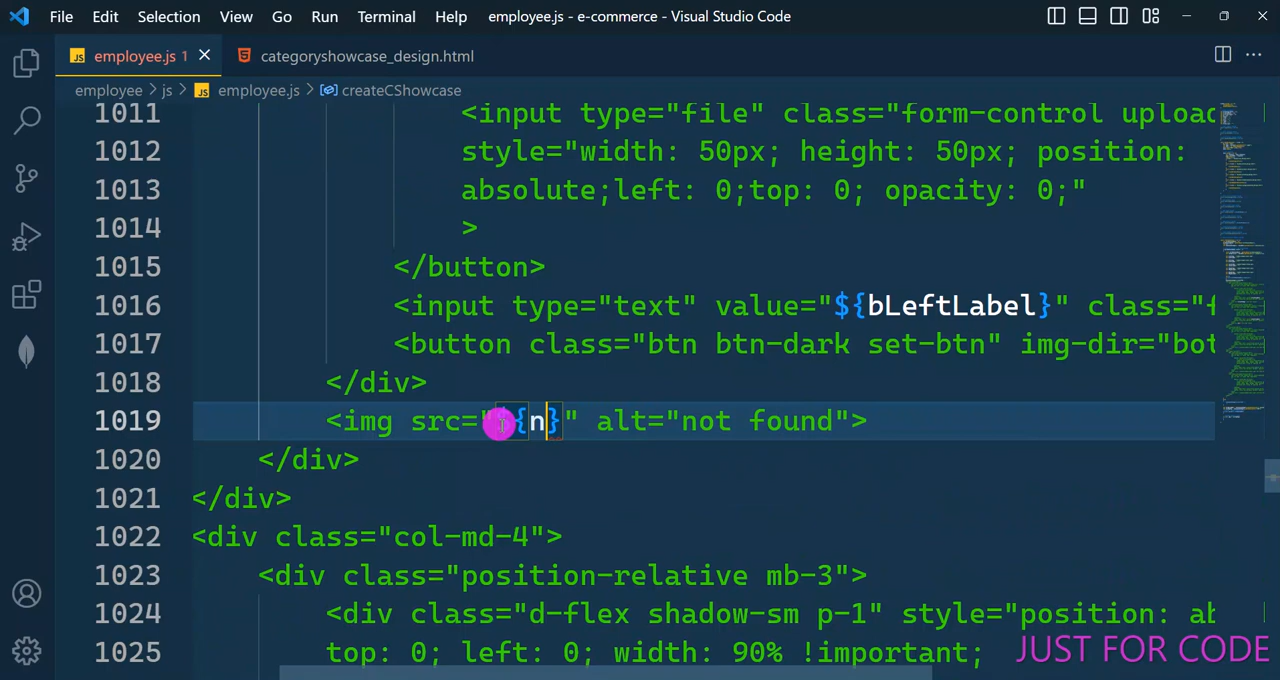 File Edit Selection View Go Run Terminal Help employee.js - e-commerce - Visual Studio Code
JS employee.js 1 categoryshowcase_design.html
employee > js > JS employee.js > createCShowcase
1011 <input type="file" class="form-control uploa
1012 style="width: 50px; height: 50px; position:
1013 absolute;left: 0;top: 0; opacity: 0;"
1014 >
1015 </button>
1016 <input type="text" value="${bLeftLabel}" class="f
1017 <button class="btn btn-dark set-btn" img-dir="bot
1018 </div>
1019 <img src="${n}" alt="not found">
1020 </div>
1021 </div>
1022 <div class="col-md-4">
1023 <div class="position-relative mb-3">
1024 <div class="d-flex shadow-sm p-1" style="position: ab
1025 top: 0; left: 0; width: 90% !important;
JUST FOR CODE